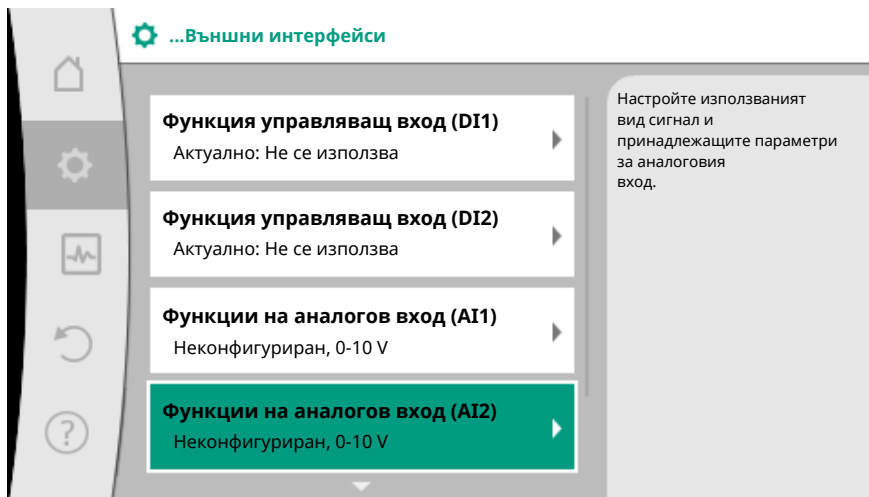 ...Външни интерфейси
Функция управляващ вход (DI1)
Актуално: Не се използва
Функция управляващ вход (DI2)
Актуално: Не се използва
Функции на аналогов вход (AI1)
Неконфигуриран, 0-10 V
Функции на аналогов вход (AI2)
Неконфигуриран, 0-10 V
Настройте използваният
вид сигнал и
принадлежащите параметри
за аналоговия
вход.